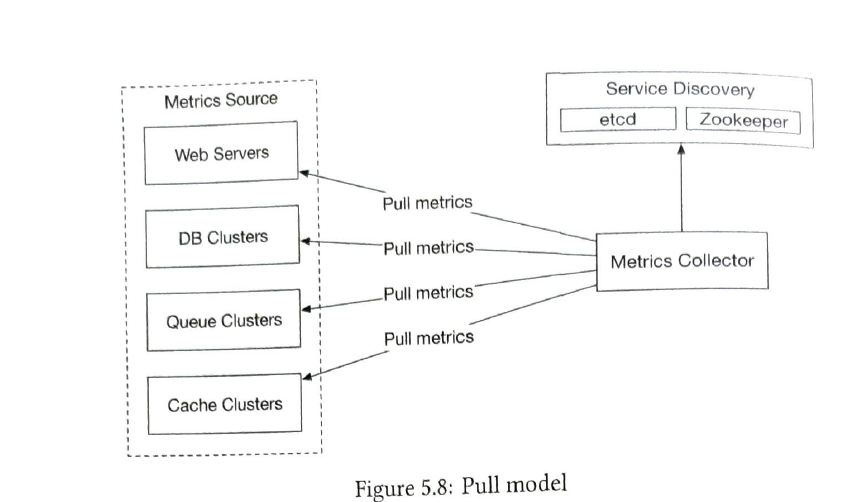 Metrics Source
Web Servers
DB Clusters
Queue Clusters
Cache Clusters
Pull metrics
Pull metrics
Pull metrics
Pull metrics
Service Discovery
etcd
Zookeeper
Metrics Collector
Figure 5.8: Pull model